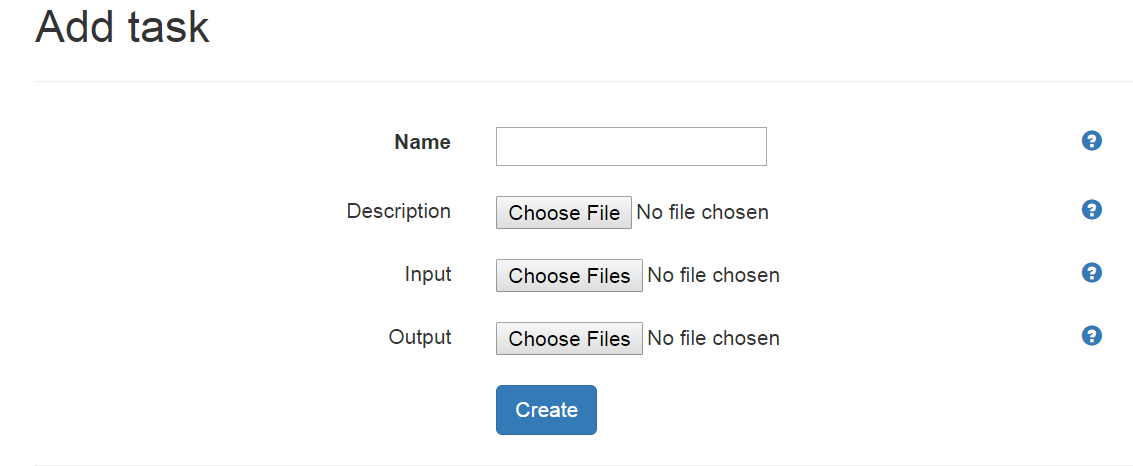 Add task
Name
Description Choose File No file chosen
Input Choose Files No file chosen
Output Choose Files No file chosen
Create